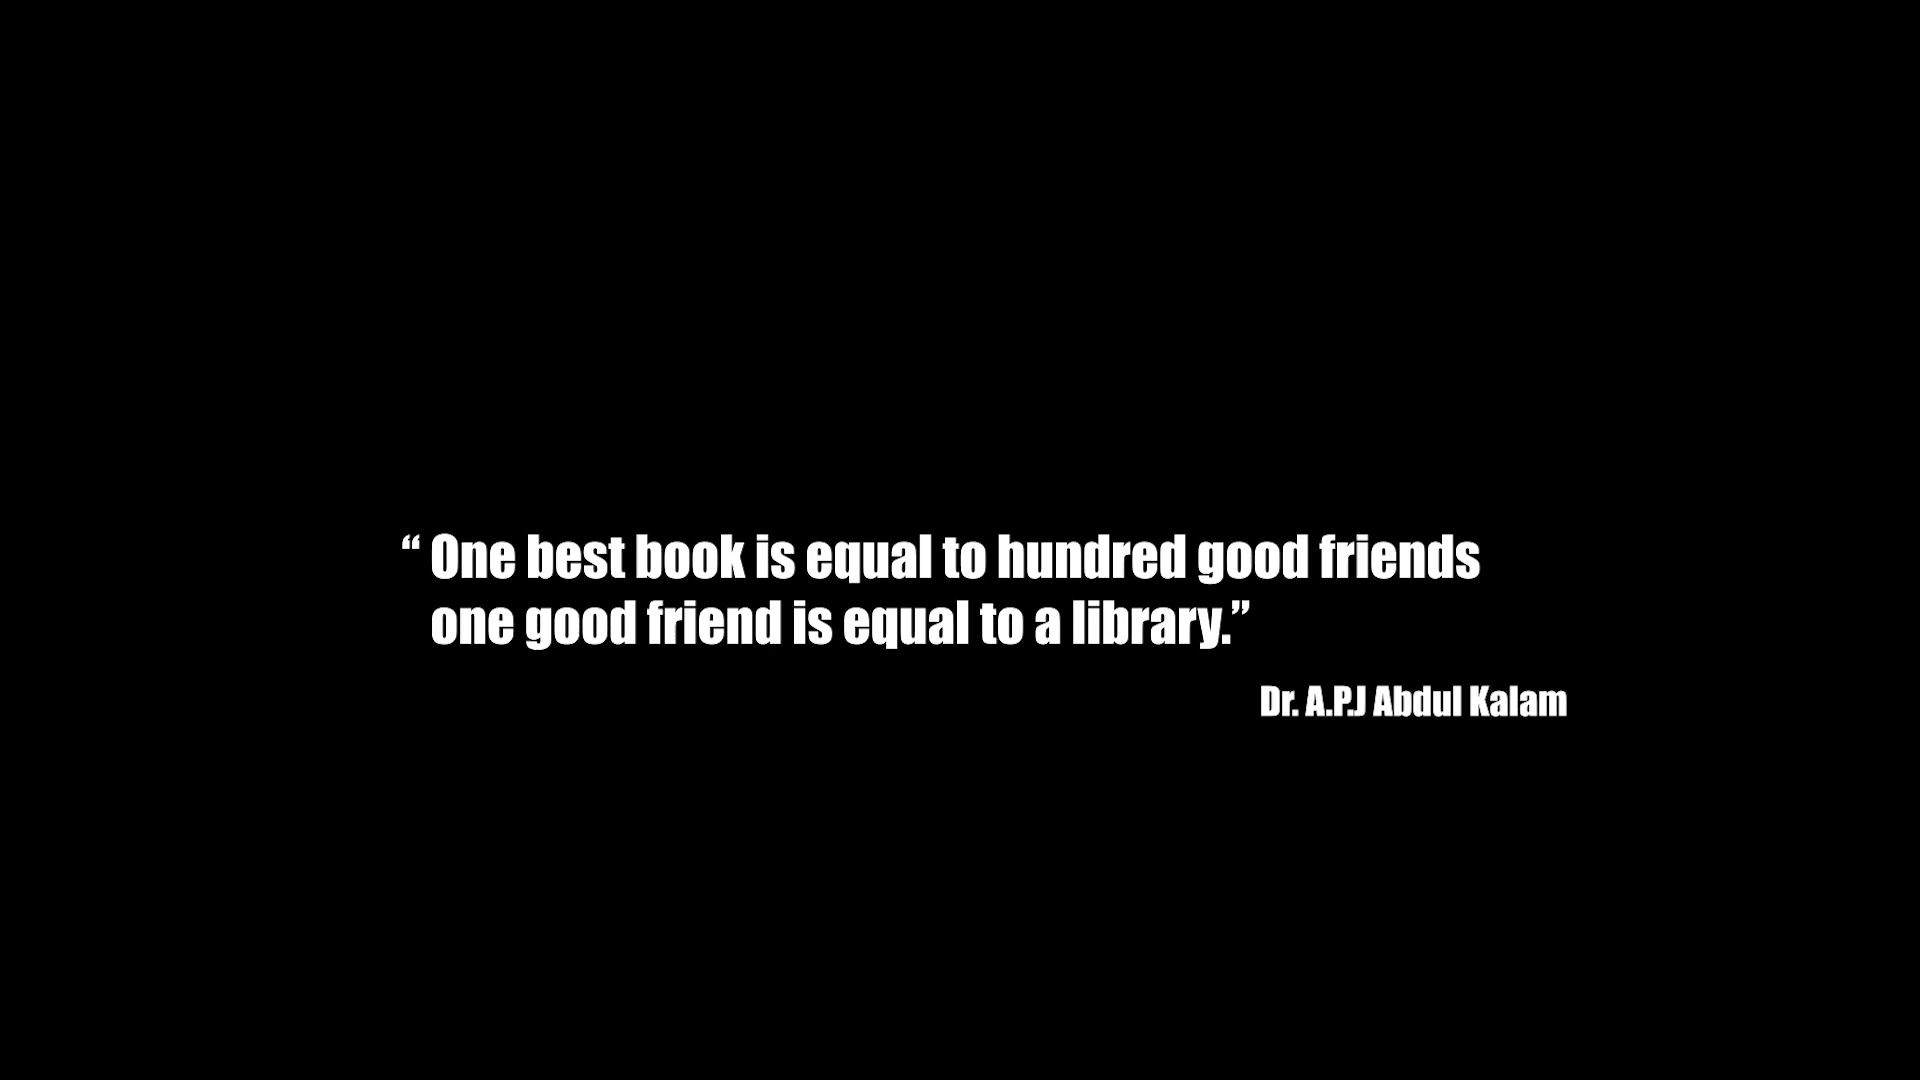 “ One best book is equal to hundred good friends
one good friend is equal to a library.”
Dr. A.P.J Abdul Kalam